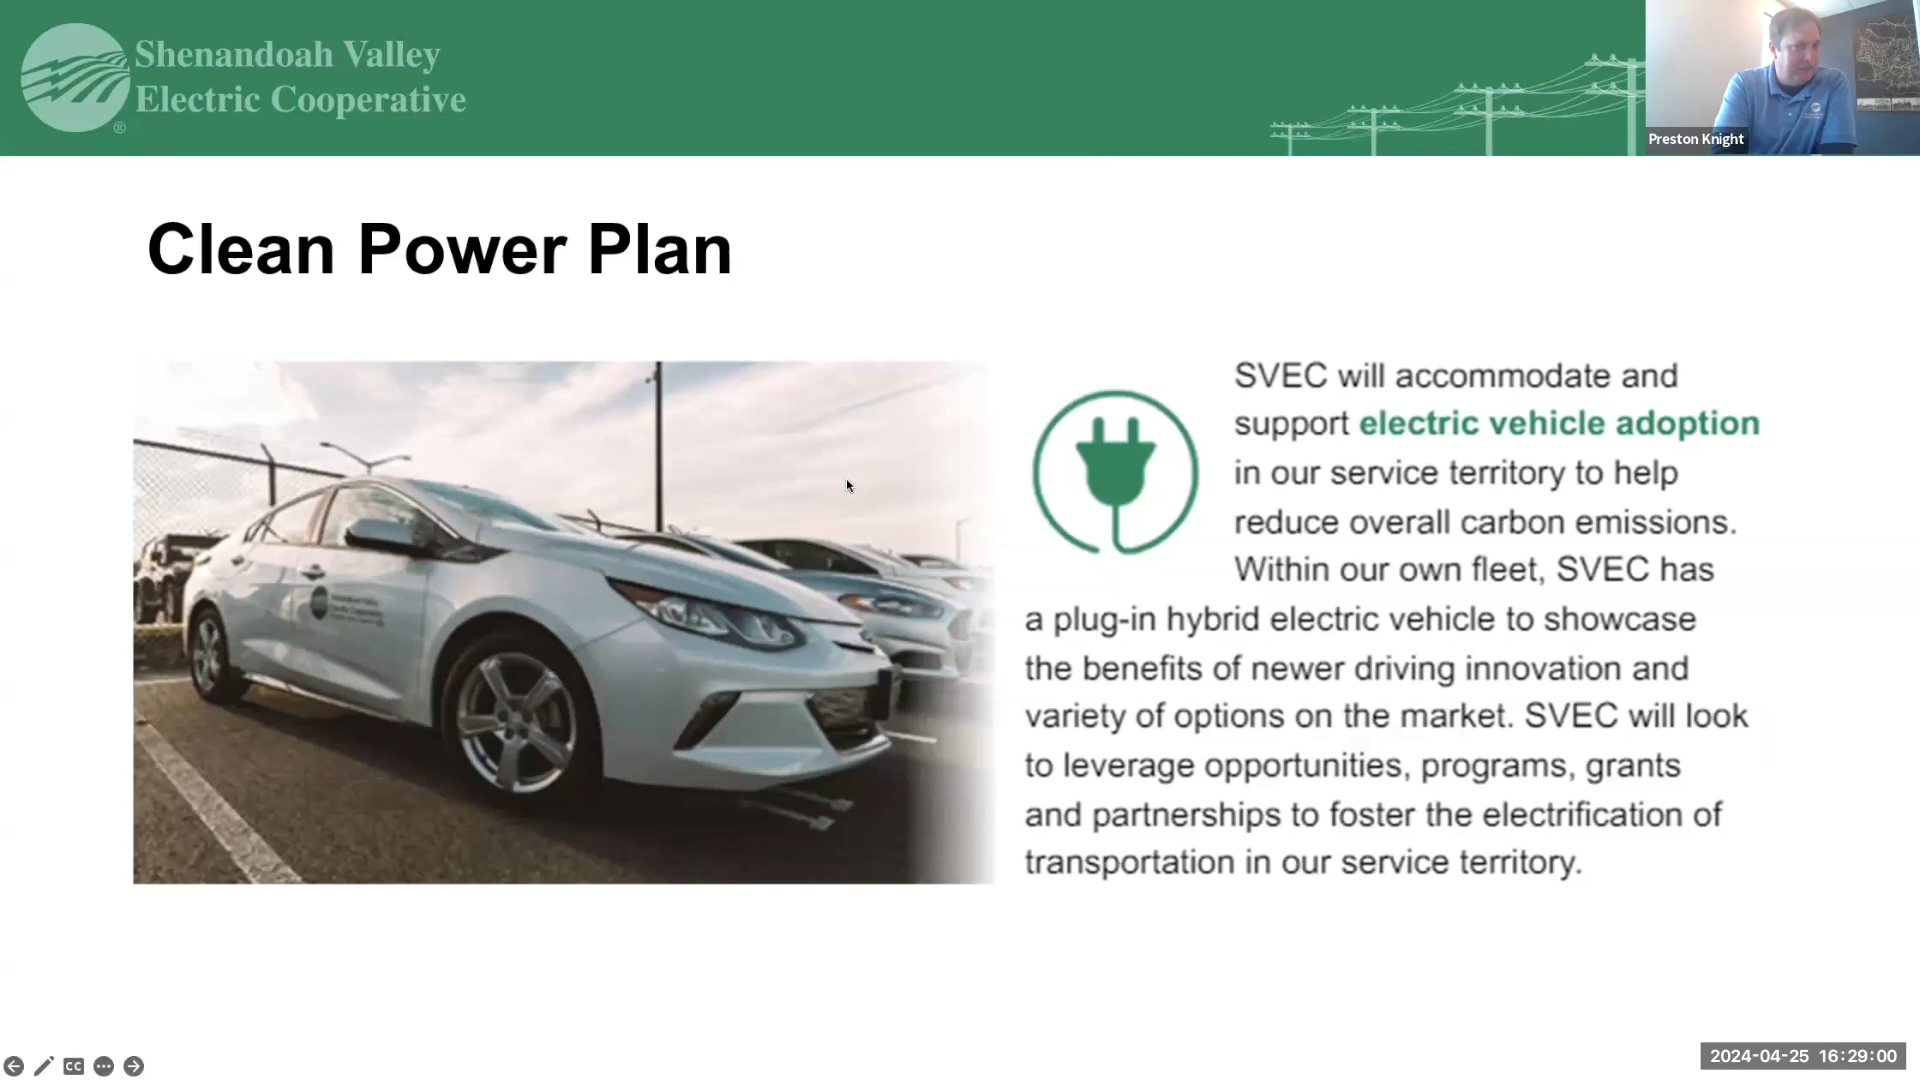 Shenandoah Valley
Electric Cooperative
®
Preston Knight
Clean Power Plan
SVEC will accommodate and
support electric vehicle adoption
in our service territory to help
reduce overall carbon emissions.
Within our own fleet, SVEC has
a plug-in hybrid electric vehicle to showcase
the benefits of newer driving innovation and
variety of options on the market. SVEC will look
to leverage opportunities, programs, grants
and partnerships to foster the electrification of
transportation in our service territory.
CC
2024-04-25 16:29:00